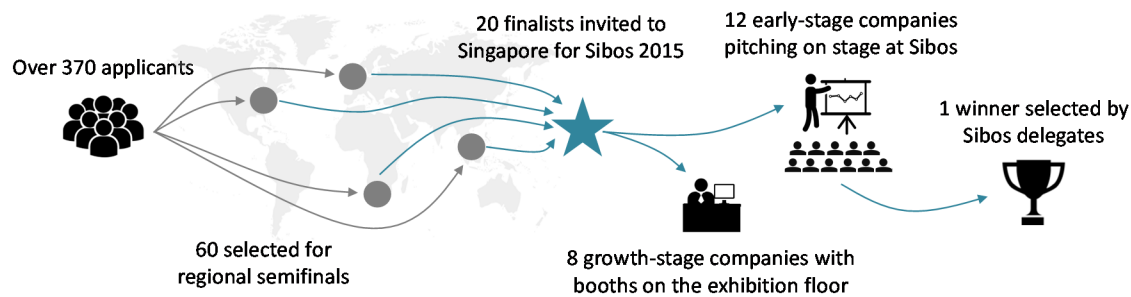 Over 370 applicants
60 selected for
regional semifinals
20 finalists invited to
Singapore for Sibos 2015
12 early-stage companies
pitching on stage at Sibos
8 growth-stage companies with
booths on the exhibition floor
1 winner selected by
Sibos delegates